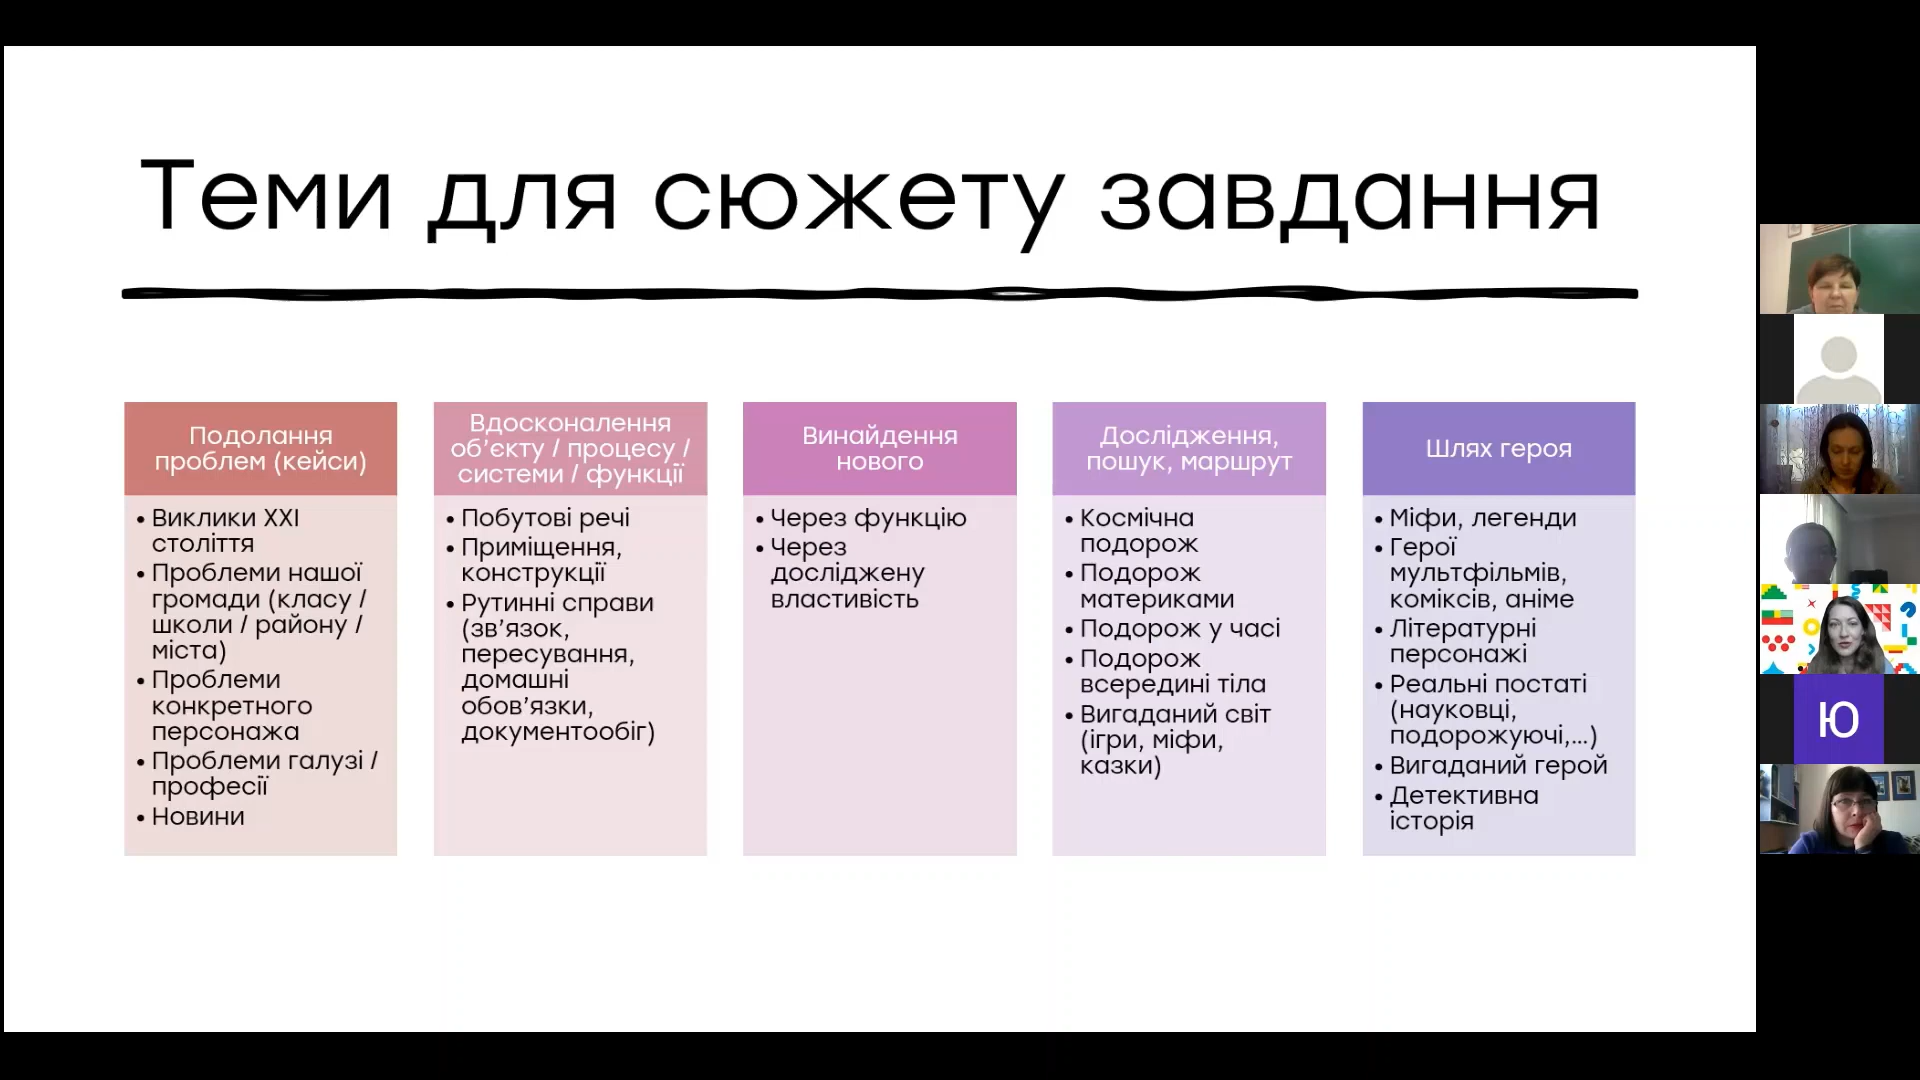 Теми для сюжету завдання
Подолання
проблем (кейси)
• Виклики XXI
століття
• Проблеми нашої
громади (класу /
школи / району /
міста)
• Проблеми
конкретного
персонажа
• Проблеми галузі /
професії
• Новини
Вдосконалення
об’єкту / процесу /
системи / функції
• Побутові речі
• Приміщення,
конструкції
• Рутинні справи
(зв’язок,
пересування,
домашні
обов’язки,
документообіг)
Винайдення
нового
• Через функцію
• Через
досліджену
властивість
Дослідження,
пошук, маршрут
• Космічна
подорож
• Подорож
материками
• Подорож у часі
• Подорож
всередині тіла
• Вигаданий світ
(ігри, міфи,
казки)
Шлях героя
• Міфи, легенди
• Герої
мультфільмів,
коміксів, аніме
• Літературні
персонажі
• Реальні постаті
(науковці,
подорожуючі,...)
• Вигаданий герой
• Детективна
історія
Ю